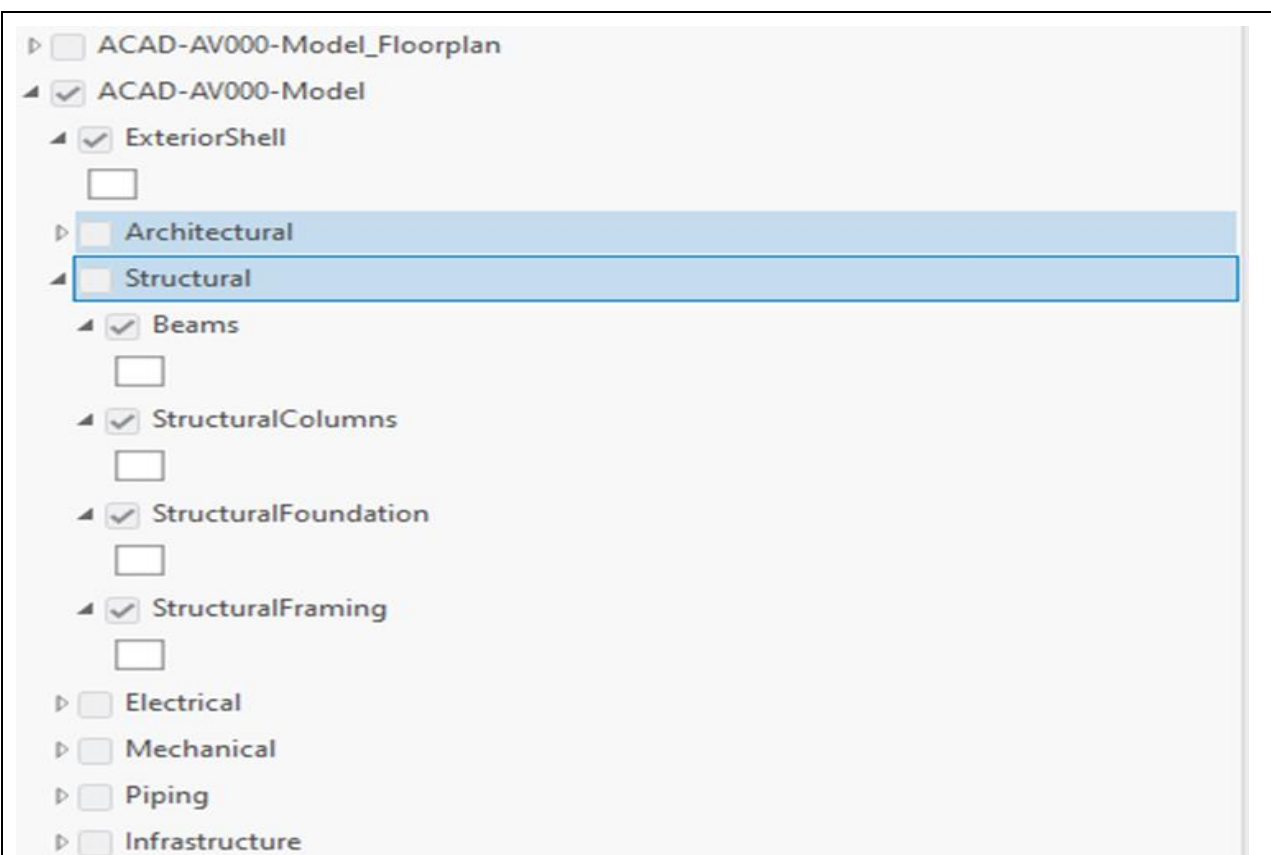 ACAD-AV000-Model_Floorplan
ACAD-AV000-Model
ExteriorShell
Architectural
Structural
Beams
StructuralColumns
StructuralFoundation
StructuralFraming
Electrical
Mechanical
Piping
Infrastructure